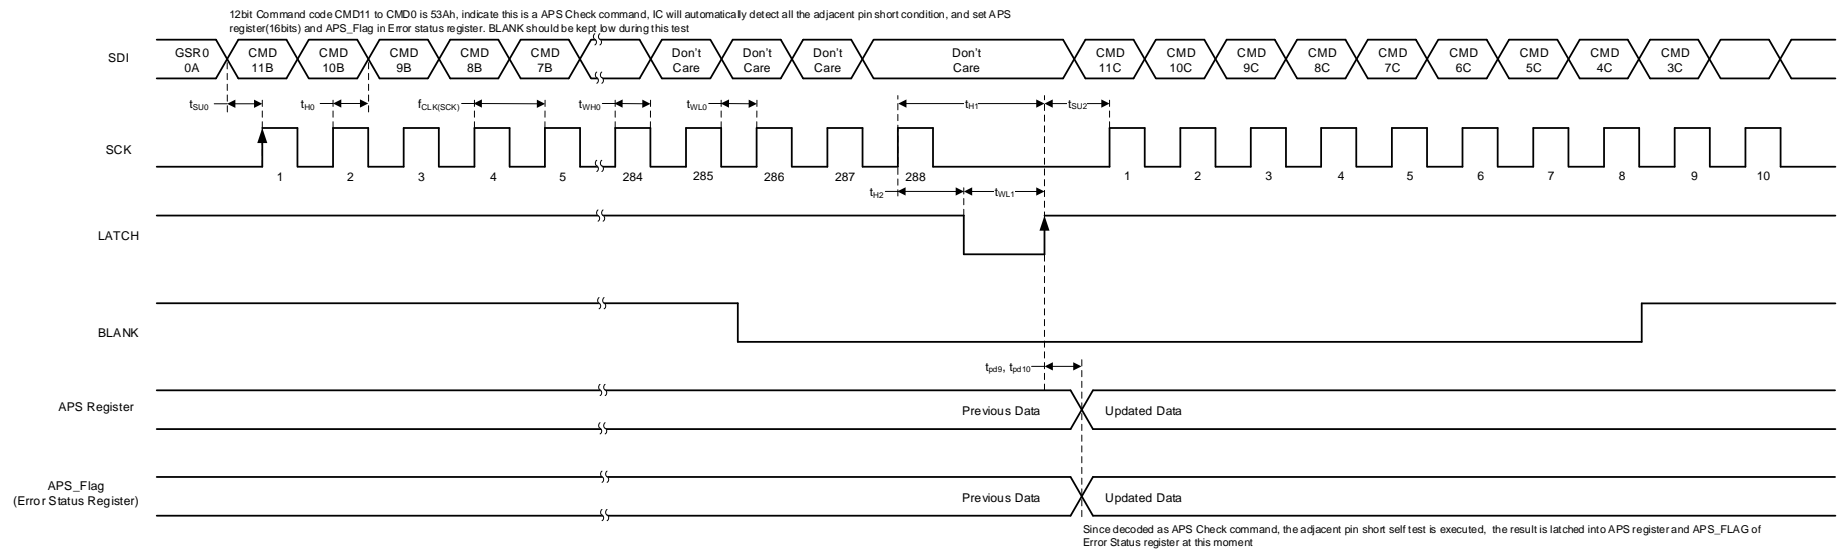 12bit Command code CMD11 to CMD0 is 53Ah, indicate this is a APS Check command, IC will automatically detect all the adjacent pin short condition, and set APS
register(16bits) and APS_Flag in Error status register. BLANK should be kept low during this test
SDI
GSR0
0A
CMD
11B
CMD
10B
CMD
9B
CMD
8B
CMD
7B
Don't
Care
Don't
Care
Don't
Care
Don't
Care
CMD
11C
CMD
10C
CMD
9C
CMD
8C
CMD
7C
CMD
6C
CMD
5C
CMD
4C
CMD
3C
tSU0
tH0
fCLK(SCK)
tWH0
tWL0
tH1
tSU2
SCK
1
2
3
4
5
284
285
286
287
288
1
2
3
4
5
6
7
8
9
10
tH2
tWL1
LATCH
BLANK
tpd9, tpd10
APS Register
Previous Data
Updated Data
APS_Flag
(Error Status Register)
Previous Data
Updated Data
Since decoded as APS Check command, the adjacent pin short self test is executed, the result is latched into APS register and APS_FLAG of
Error Status register at this moment